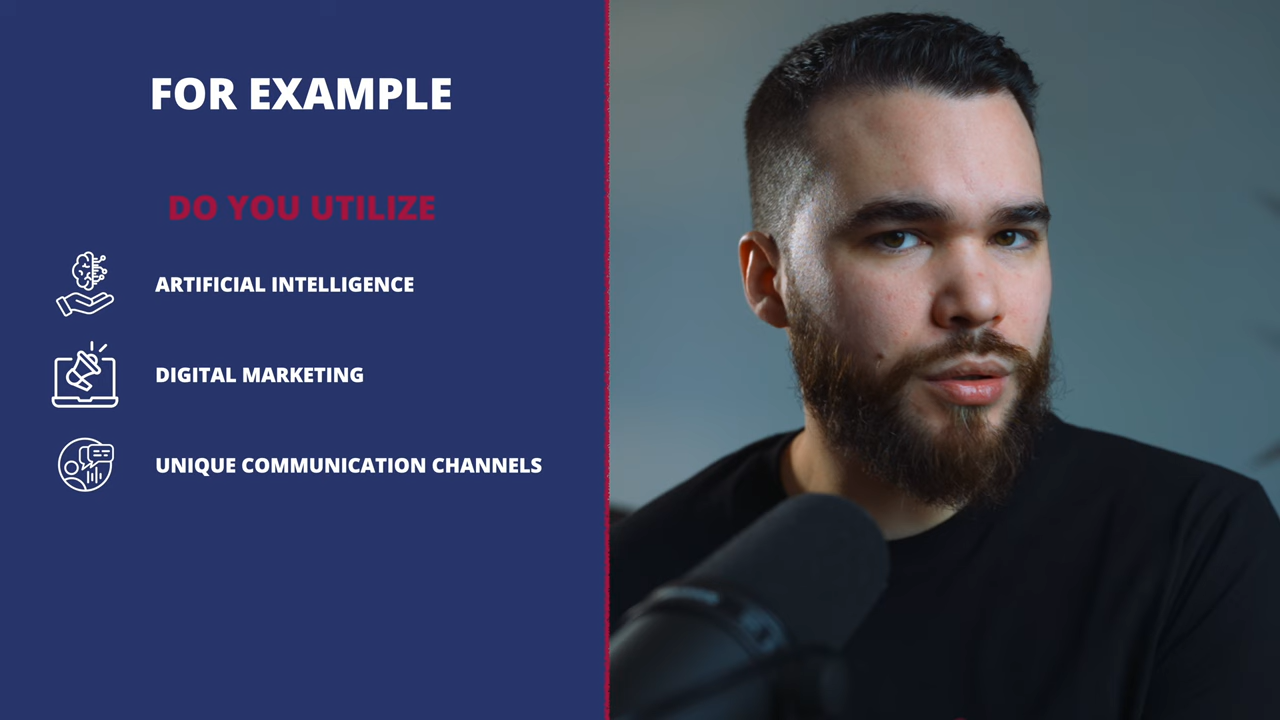 FOR EXAMPLE
DO YOU UTILIZE
ARTIFICIAL INTELLIGENCE
DIGITAL MARKETING
UNIQUE COMMUNICATION CHANNELS